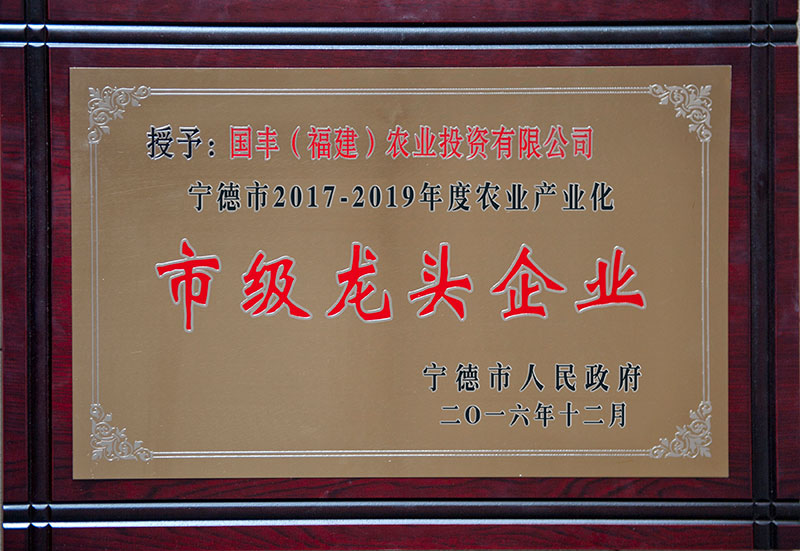 授予：国丰（福建）农业投资有限公司
宁德市2017-2019年度农业产业化
市级龙头企业
宁德市人民政府
二〇一六年十二月